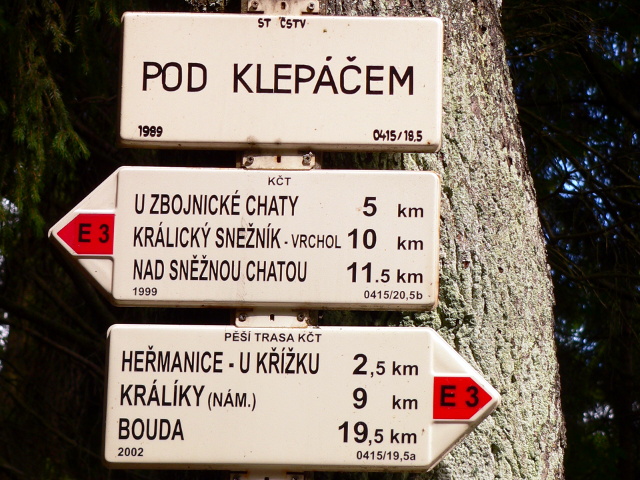 ST ČSTV
POD KLEPÁČEM
1989 0415/18,5
KČT
U ZBOJNICKÉ CHATY 5 km
E 3 KRÁLICKÝ SNEŽNÍK - VRCHOL 10 km
NAD SNĚŽNOU CHATOU 11.5 km
1999 0415/20,5b
PĚŠÍ TRASA KČT
HEŘMANICE - U KŘÍŽKU 2,5 km
KRÁLÍKY (NÁM.) 9 km E 3
BOUDA 19,5 km
2002 0415/19,5a